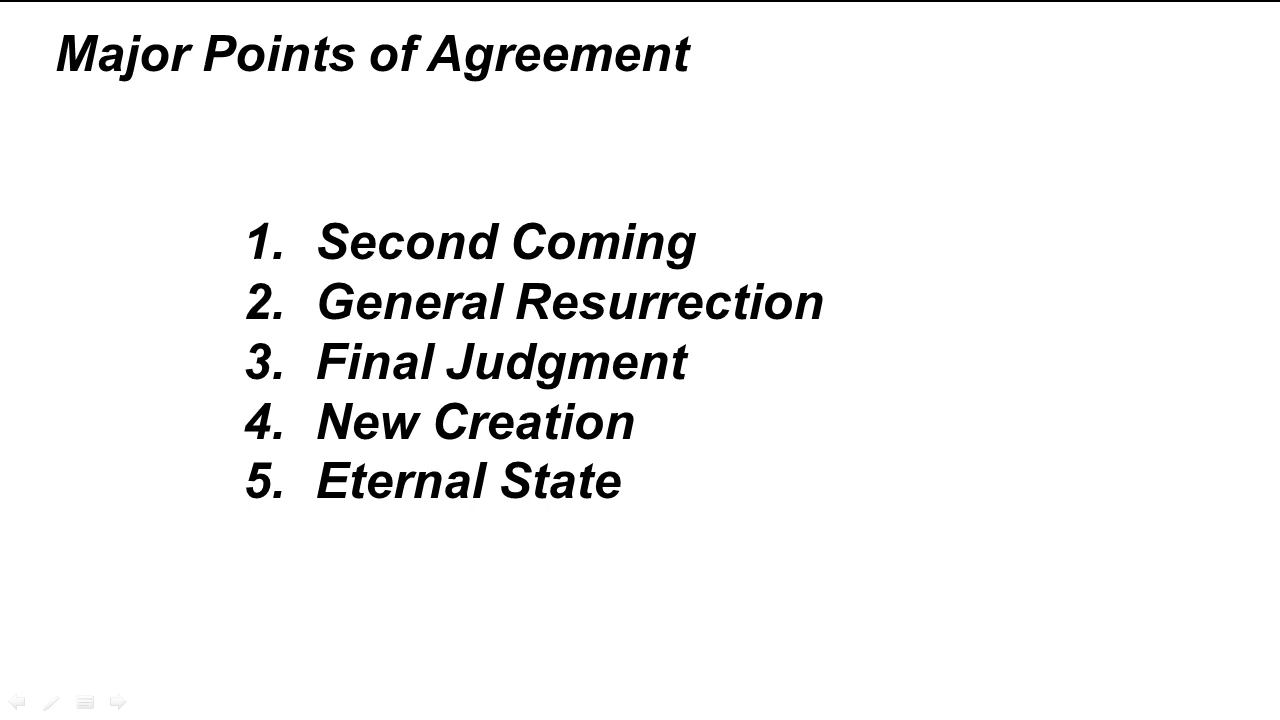 Major Points of Agreement
1. Second Coming
2. General Resurrection
3. Final Judgment
4. New Creation
5. Eternal State